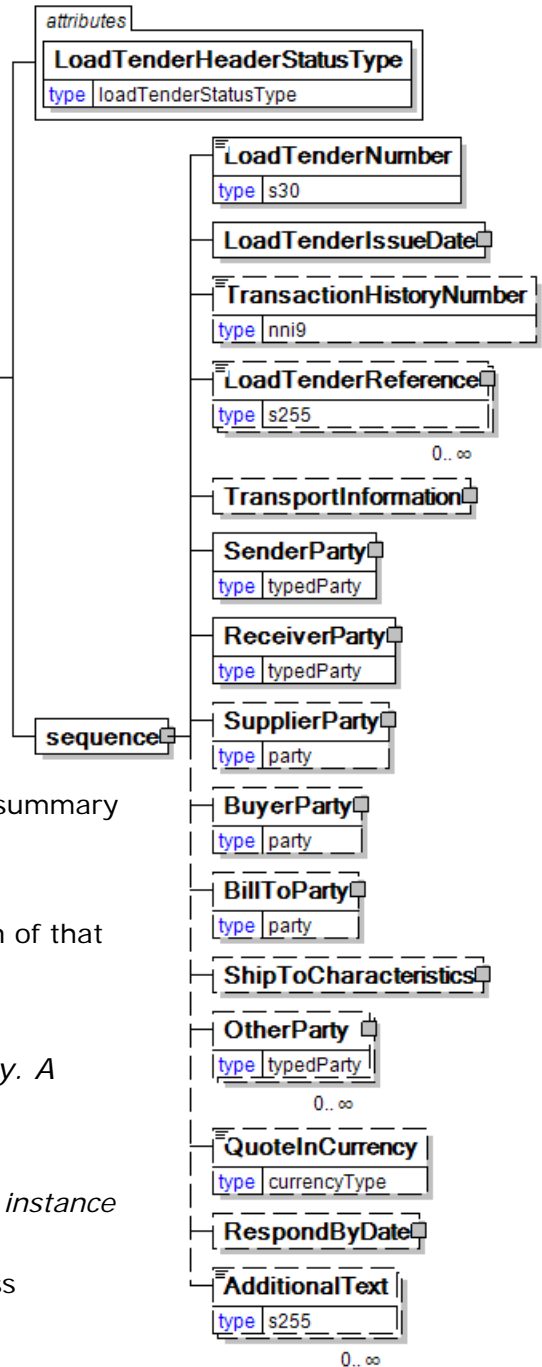 attributes
LoadTenderHeaderStatusType
type loadTenderStatusType
LoadTenderNumber
type s30
LoadTenderIssueDate
TransactionHistoryNumber
type nni9
LoadTenderReference
type s255
0.. ∞
TransportInformation
SenderParty
type typedParty
ReceiverParty
type typedParty
sequence
SupplierParty
type party
summary
BuyerParty
type party
BillToParty
type party
n of that
ShipToCharacteristics
OtherParty
type typedParty
y. A
0.. ∞
QuoteInCurrency
type currencyType
instance
RespondByDate
ss
AdditionalText
type s255
0.. ∞